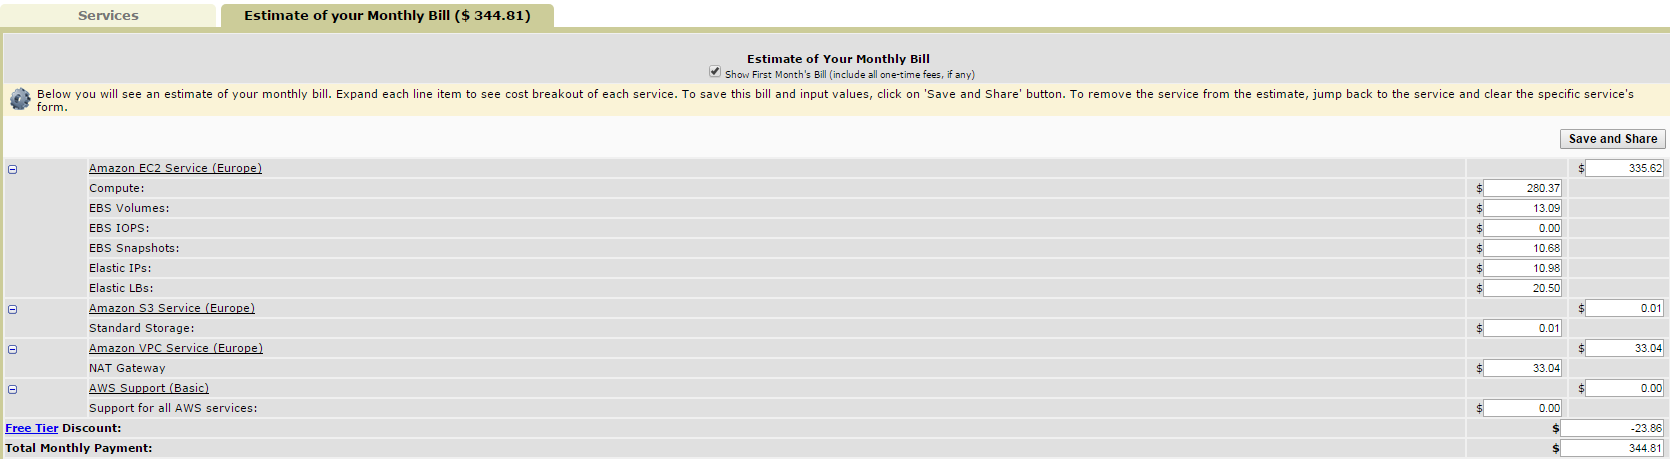 Services
Estimate of your Monthly Bill ($ 344.81)
Estimate of Your Monthly Bill
Show First Month's Bill (include all one-time fees, if any)
Below you will see an estimate of your monthly bill. Expand each line item to see cost breakout of each service. To save this bill and input values, click on 'Save and Share' button. To remove the service from the estimate, jump back to the service and clear the specific service's
form.
Save and Share
Amazon EC2 Service (Europe) $ 335.62
Compute: $ 280.37
EBS Volumes: $ 13.09
EBS IOPS: $ 0.00
EBS Snapshots: $ 10.68
Elastic IPs: $ 10.98
Elastic LBs: $ 20.50
Amazon S3 Service (Europe) $ 0.01
Standard Storage: $ 0.01
Amazon VPC Service (Europe) $ 33.04
NAT Gateway $ 33.04
AWS Support (Basic) $ 0.00
Support for all AWS services: $ 0.00
Free Tier Discount: $ -23.86
Total Monthly Payment: $ 344.81